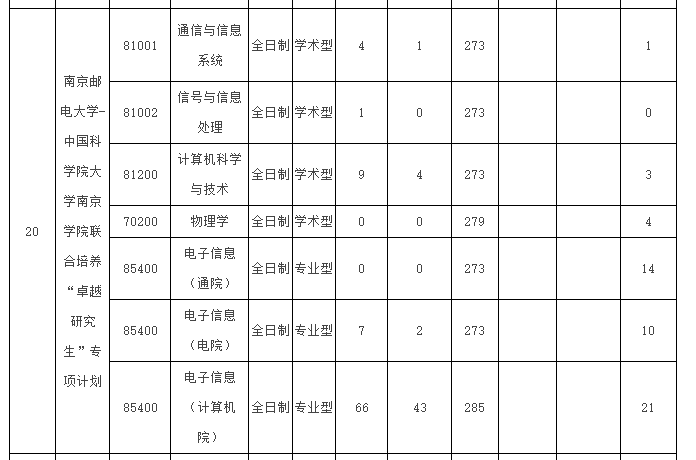 20
南京邮
电大学-
中国科
学院大
学南京
学院联
合培养
“卓越
研究
生”专
项计划
81001 通信与信息
系统 全日制 学术型 4 1 273 1
81002 信号与信息
处理 全日制 学术型 1 0 273 0
81200 计算机科学
与技术 全日制 学术型 9 4 273 3
70200 物理学 全日制 学术型 0 0 279 4
85400 电子信息
（通院） 全日制 专业型 0 0 273 14
85400 电子信息
（电院） 全日制 专业型 7 2 273 10
85400 电子信息
（计算机
院） 全日制 专业型 66 43 285 21